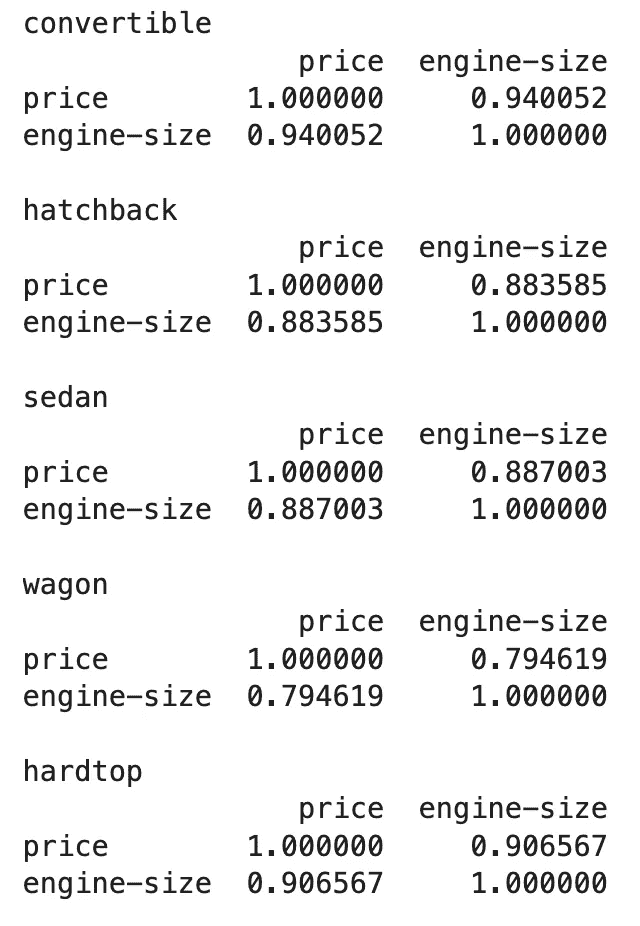 convertible
price engine-size
price 1.000000 0.940052
engine-size 0.940052 1.000000
hatchback
price engine-size
price 1.000000 0.883585
engine-size 0.883585 1.000000
sedan
price engine-size
price 1.000000 0.887003
engine-size 0.887003 1.000000
wagon
price engine-size
price 1.000000 0.794619
engine-size 0.794619 1.000000
hardtop
price engine-size
price 1.000000 0.906567
engine-size 0.906567 1.000000